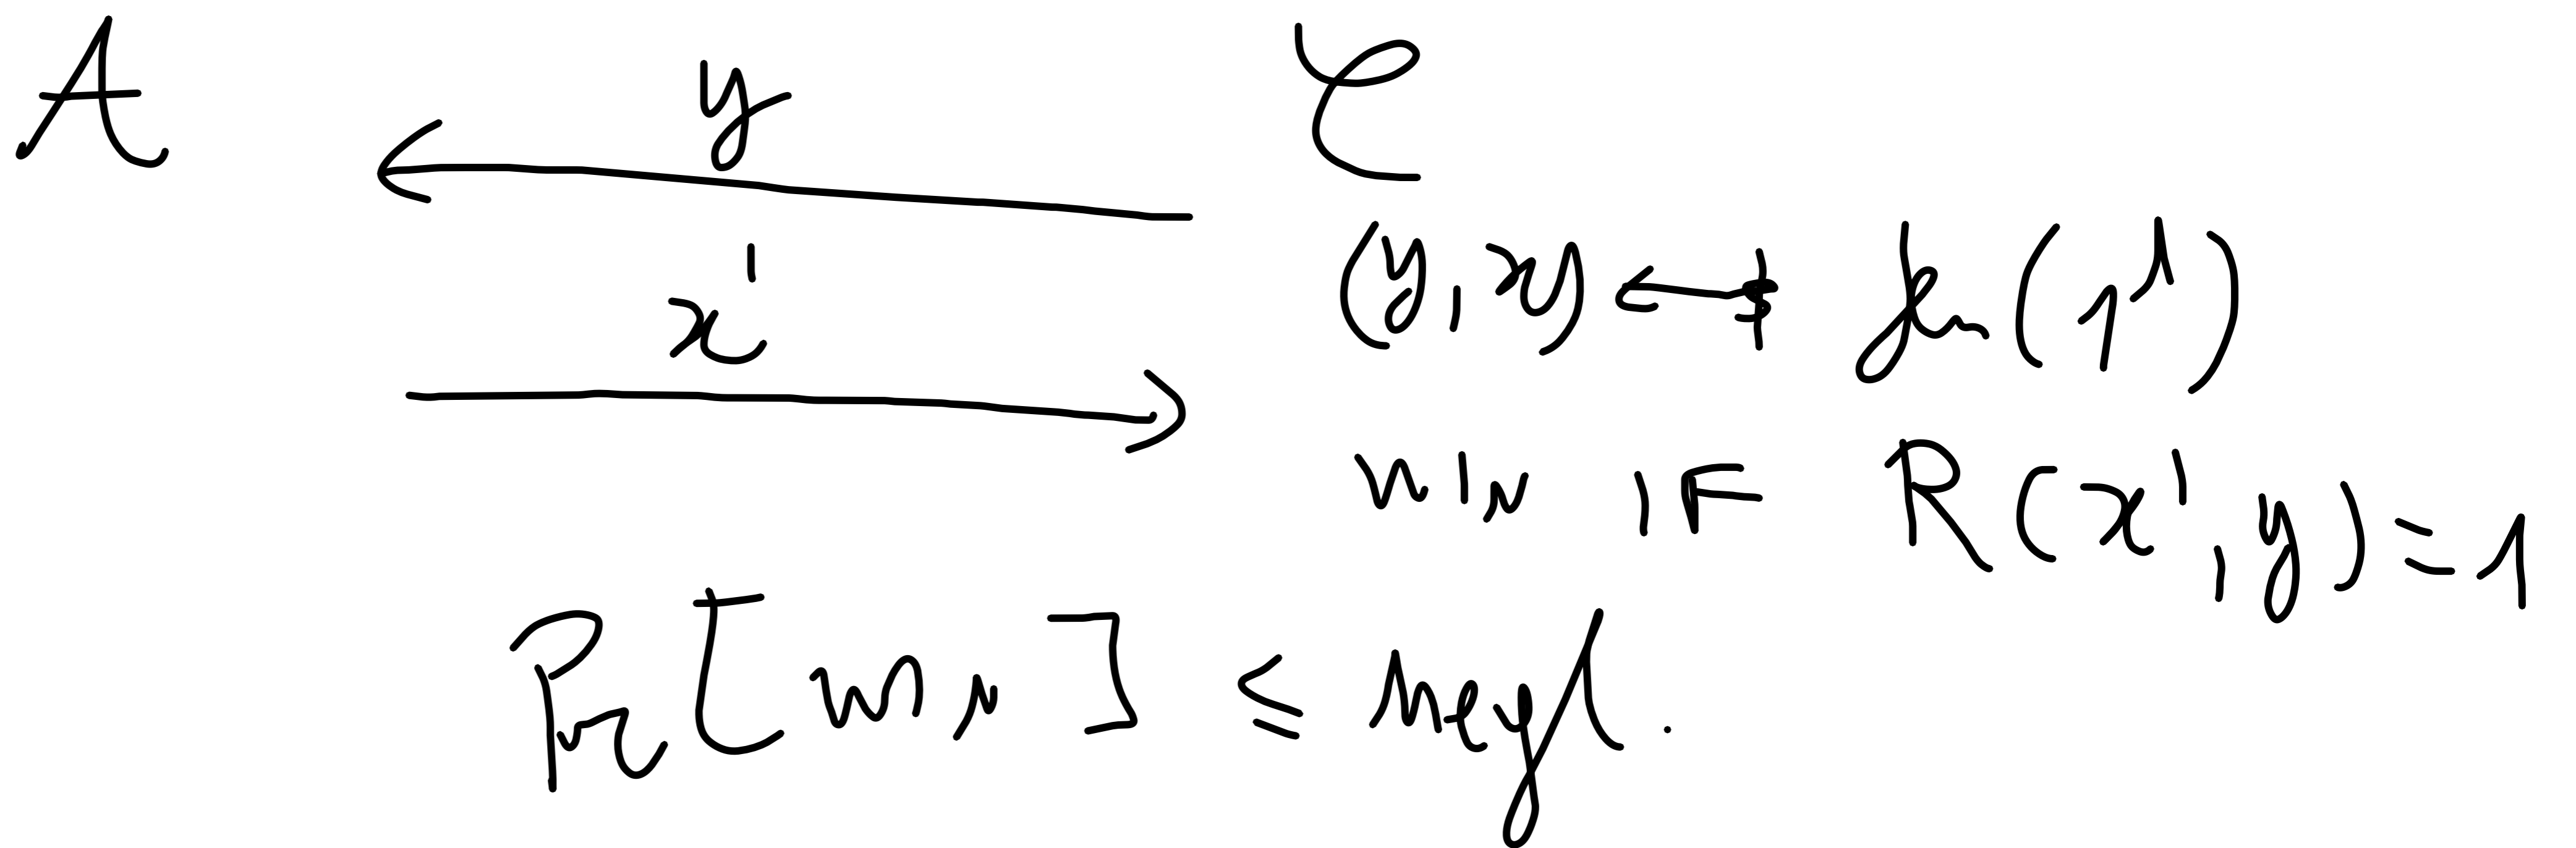 A y C
(y, x) ←$ Gen(1^λ)
x'
WIN IF R(x', y) = 1
Pr[WIN] ≤ negl.